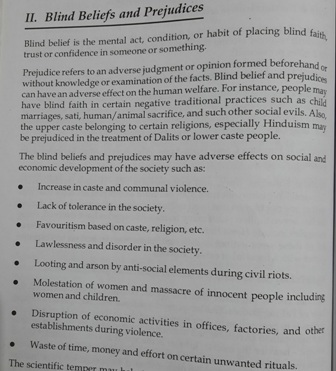 II. Blind Beliefs and Prejudices
Blind belief is the mental act, condition, or habit of placing blind faith,
trust or confidence in someone or something.
Prejudice refers to an adverse judgment or opinion formed beforehand or
without knowledge or examination of the facts. Blind belief and prejudices
can have an adverse effect on the human welfare. For instance, people may
have blind faith in certain negative traditional practices such as child
marriages, sati, human/animal sacrifice, and such other social evils. Also,
the upper caste belonging to certain religions, especially Hinduism may
be prejudiced in the treatment of Dalits or lower caste people.
The blind beliefs and prejudices may have adverse effects on social and
economic development of the society such as:
● Increase in caste and communal violence.
● Lack of tolerance in the society.
● Favouritism based on caste, religion, etc.
● Lawlessness and disorder in the society.
● Looting and arson by anti-social elements during civil riots.
● Molestation of women and massacre of innocent people including
women and children.
● Disruption of economic activities in offices, factories, and other
establishments during violence.
● Waste of time, money and effort on certain unwanted rituals.
The scientific temper may